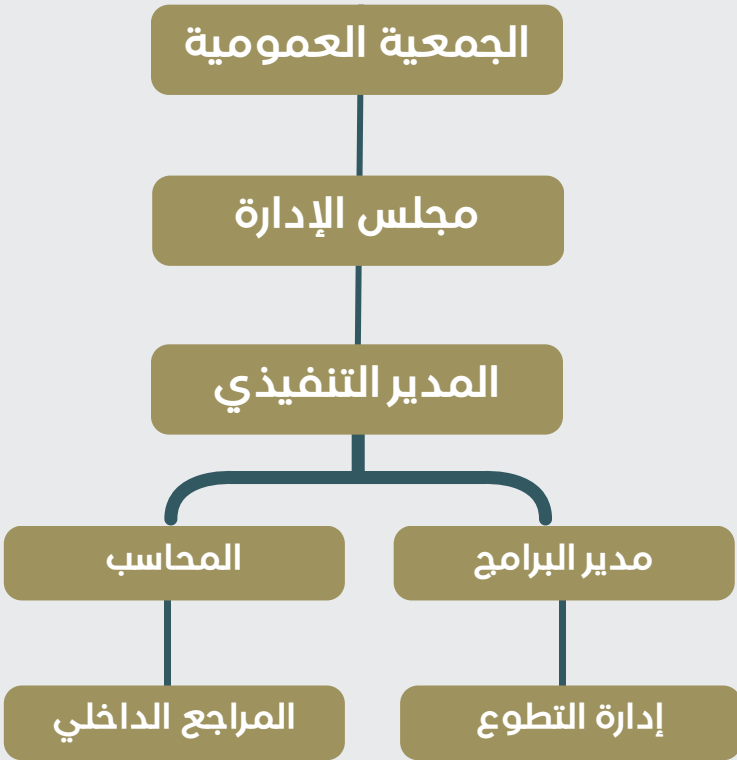 الجمعية العمومية
مجلس الإدارة
المدير التنفيذي
مدير البرامج
المحاسب
إدارة التطوع
المراجع الداخلي